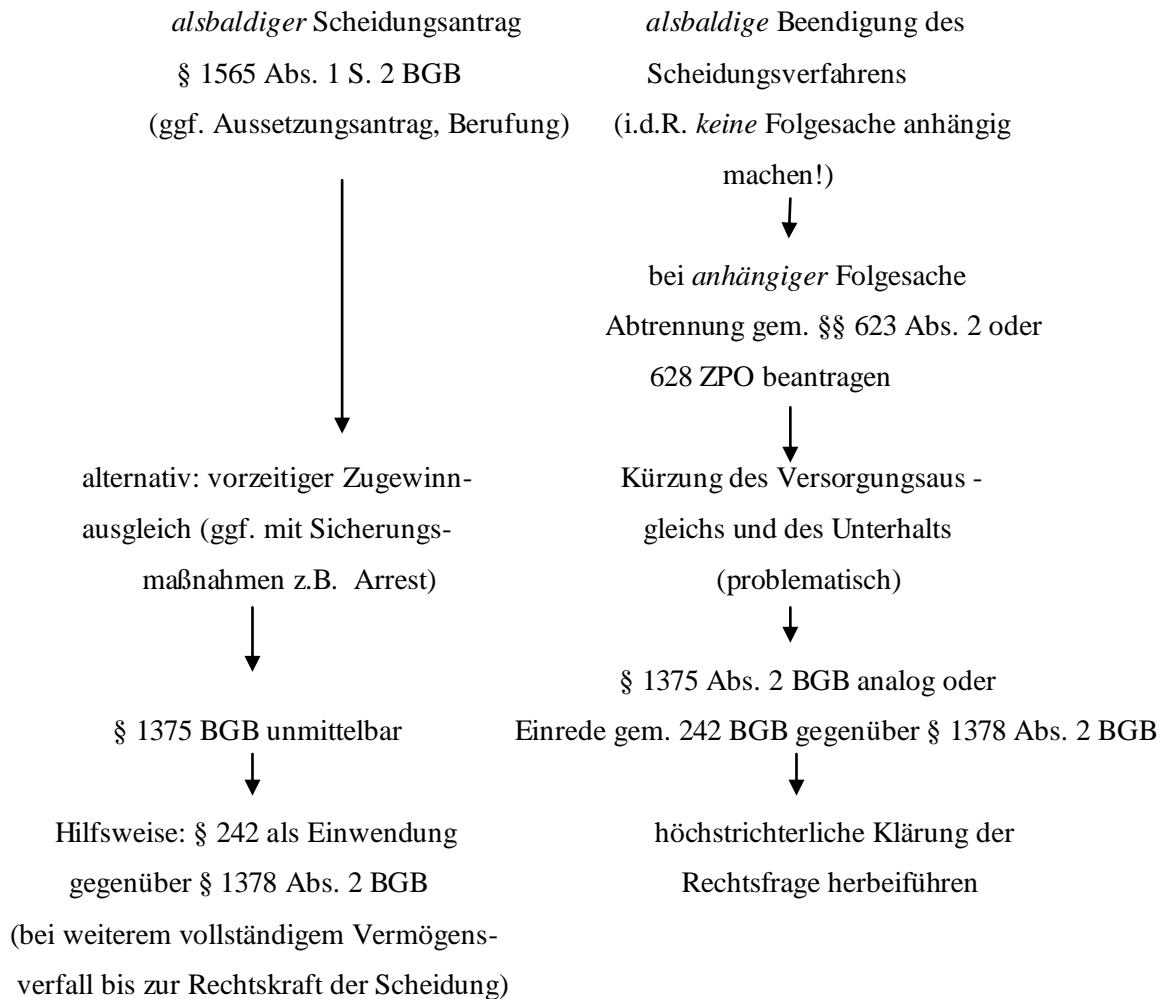 alsbaldiger Scheidungsantrag
§ 1565 Abs. 1 S. 2 BGB
(ggf. Aussetzungsantrag, Berufung)
alternativ: vorzeitiger Zugewinn-
ausgleich (ggf. mit Sicherungs-
maßnahmen z.B. Arrest)
§ 1375 BGB unmittelbar
Hilfsweise: § 242 als Einwendung
gegenüber § 1378 Abs. 2 BGB
(bei weiterem vollständigem Vermögens-
verfall bis zur Rechtskraft der Scheidung)
alsbaldige Beendigung des
Scheidungsverfahrens
(i.d.R. keine Folgesache anhängig
machen!)
bei anhängiger Folgesache
Abtrennung gem. §§ 623 Abs. 2 oder
628 ZPO beantragen
Kürzung des Versorgungsaus -
gleichs und des Unterhalts
(problematisch)
§ 1375 Abs. 2 BGB analog oder
Einrede gem. 242 BGB gegenüber § 1378 Abs. 2 BGB
höchstrichterliche Klärung der
Rechtsfrage herbeiführen